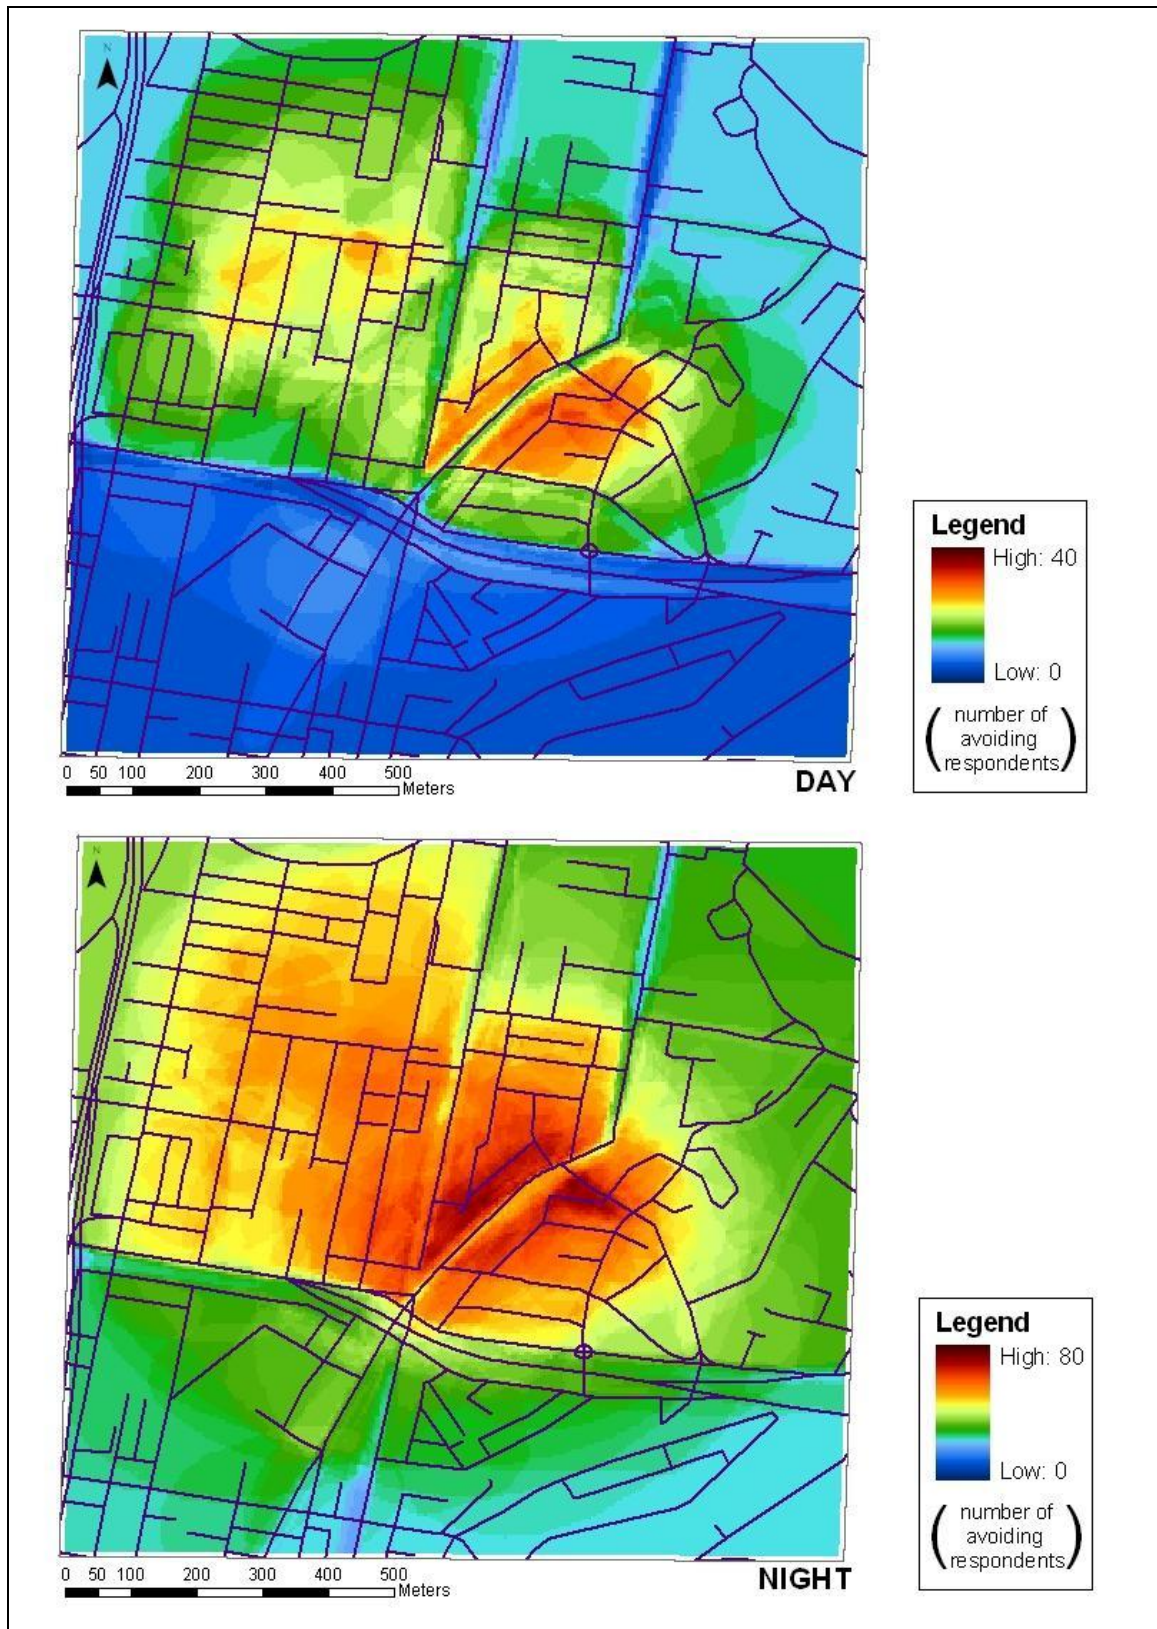 N
Legend
High: 40
Low: 0
( number of
avoiding
respondents )
0 50 100 200 300 400 500
Meters
DAY
N
Legend
High: 80
Low: 0
( number of
avoiding
respondents )
0 50 100 200 300 400 500
Meters
NIGHT